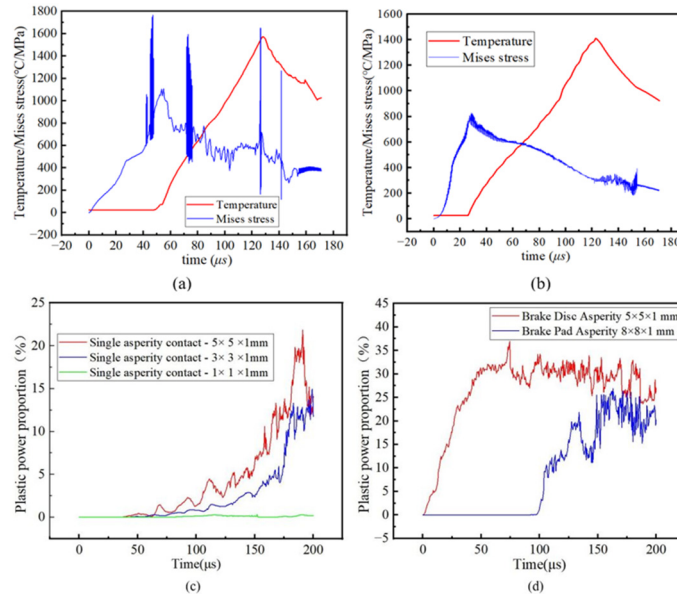 1800
1600
1400
1200
1000
800
600
400
200
0
−200
Temperature/Mises stress(°C/MPa)
Temperature
Mises stress
−20 0 20 40 60 80 100 120 140 160 180
time (μs)
(a)
1600
1400
1200
1000
800
600
400
200
0
Temperature/Mises stress(°C/MPa)
Temperature
Mises stress
−20 0 20 40 60 80 100 120 140 160 180
time (μs)
(b)
25
20
15
10
5
0
−5
Plastic power proportion (%)
Single asperity contact - 5× 5 ×1mm
Single asperity contact - 3× 3 ×1mm
Single asperity contact - 1× 1 ×1mm
0 50 100 150 200
Time(μs)
(c)
45
40
35
30
25
20
15
10
5
0
−5
Plastic power proportion (%)
Brake Disc Asperity 5×5×1 mm
Brake Pad Asperity 8×8×1 mm
0 50 100 150 200
Time(μs)
(d)